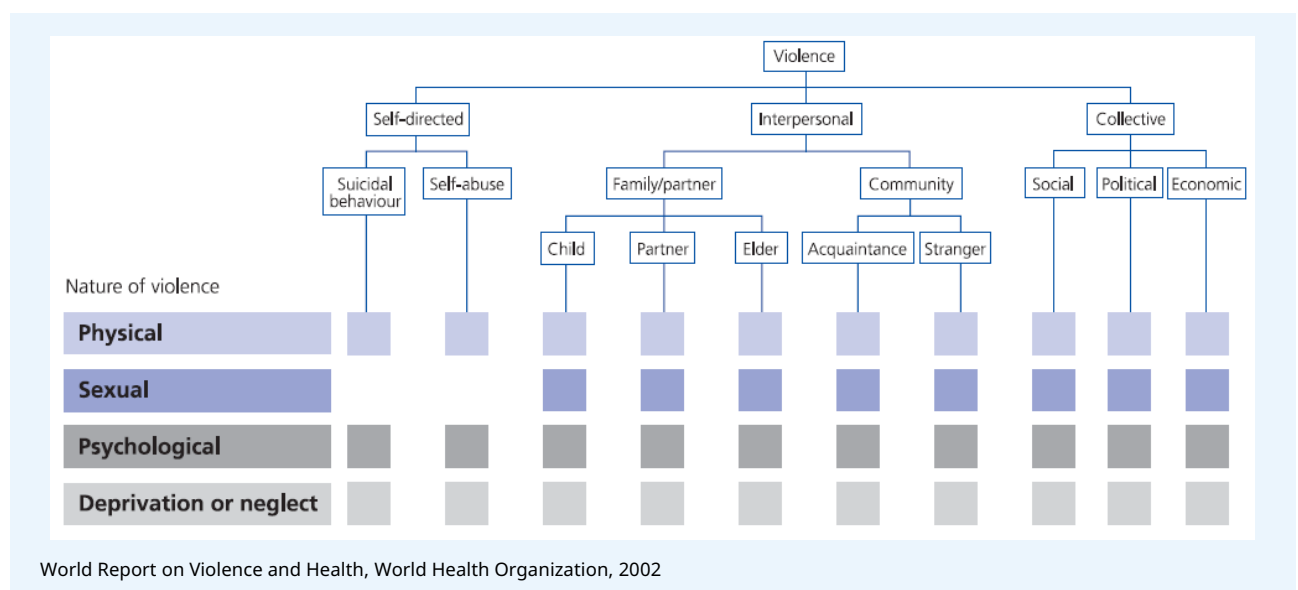 Violence
Self-directed
Interpersonal
Collective
Suicidal
behaviour
Self-abuse
Family/partner
Community
Social
Political
Economic
Child
Partner
Elder
Acquaintance
Stranger
Nature of violence
Physical
Sexual
Psychological
Deprivation or neglect
World Report on Violence and Health, World Health Organization, 2002